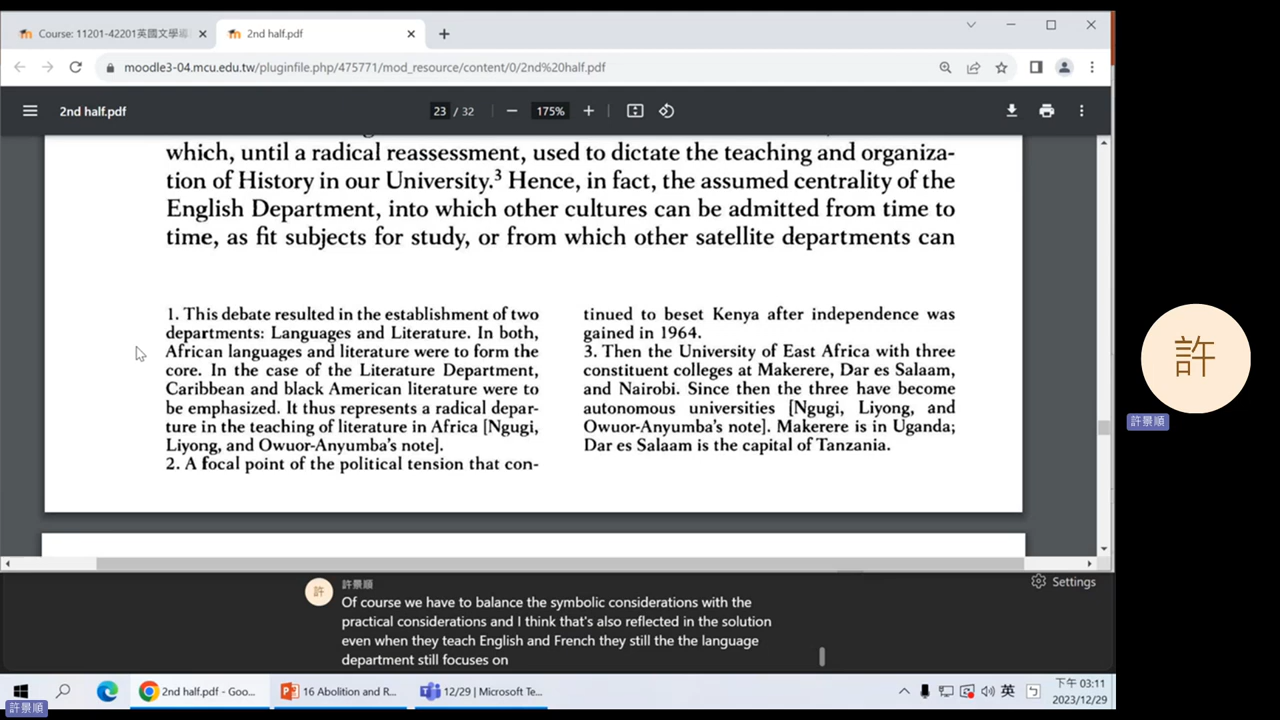 Course: 11201-42201英國文學
2nd half.pdf
moodle3-04.mcu.edu.tw/pluginfile.php/475771/mod_resource/content/0/2nd%20half.pdf
2nd half.pdf
23 / 32
175%
which, until a radical reassessment, used to dictate the teaching and organiza-
tion of History in our University.³ Hence, in fact, the assumed centrality of the
English Department, into which other cultures can be admitted from time to
time, as fit subjects for study, or from which other satellite departments can
1. This debate resulted in the establishment of two
departments: Languages and Literature. In both,
African languages and literature were to form the
core. In the case of the Literature Department,
Caribbean and black American literature were to
be emphasized. It thus represents a radical depar-
ture in the teaching of literature in Africa [Ngugi,
Liyong, and Owuor-Anyumba's note].
2. A focal point of the political tension that con-
tinued to beset Kenya after independence was
gained in 1964.
3. Then the University of East Africa with three
constituent colleges at Makerere, Dar es Salaam,
and Nairobi. Since then the three have become
autonomous universities [Ngugi, Liyong, and
Owuor-Anyumba's note]. Makerere is in Uganda;
Dar es Salaam is the capital of Tanzania.
許
許景順
Settings
許
許景順
Of course we have to balance the symbolic considerations with the
practical considerations and I think that's also reflected in the solution
even when they teach English and French they still the the language
department still focuses on
2nd half.pdf - Goo...
16 Abolition and R...
12/29 | Microsoft Te...
英
下午 03:11
2023/12/29
許景順